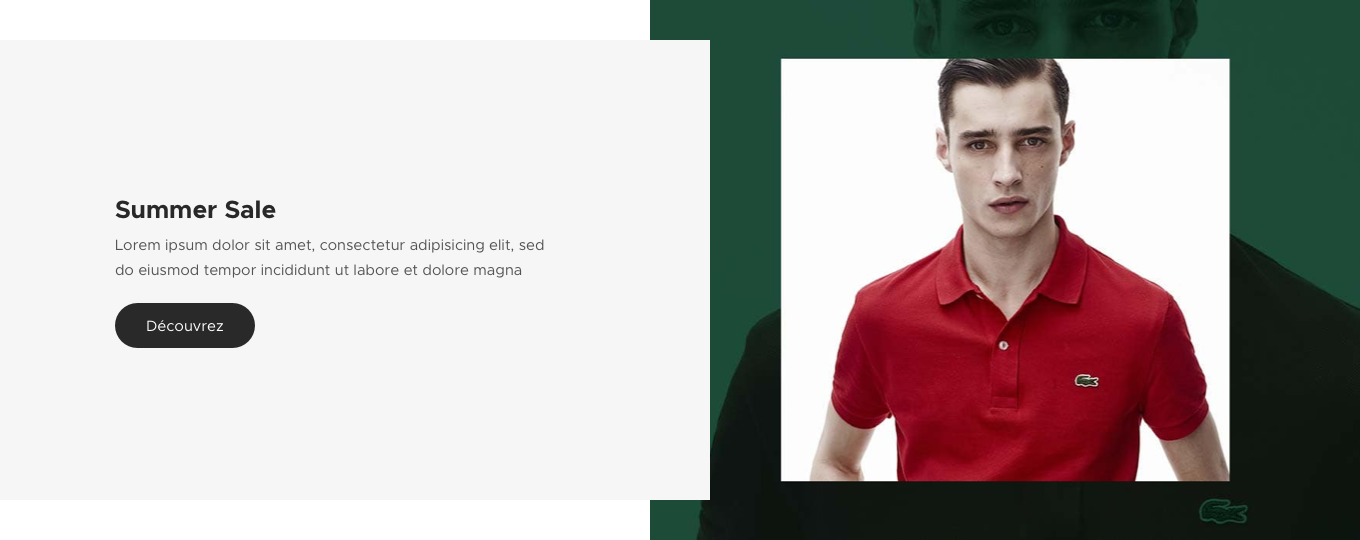 Summer Sale
Lorem ipsum dolor sit amet, consectetur adipisicing elit, sed
do eiusmod tempor incididunt ut labore et dolore magna
Découvrez